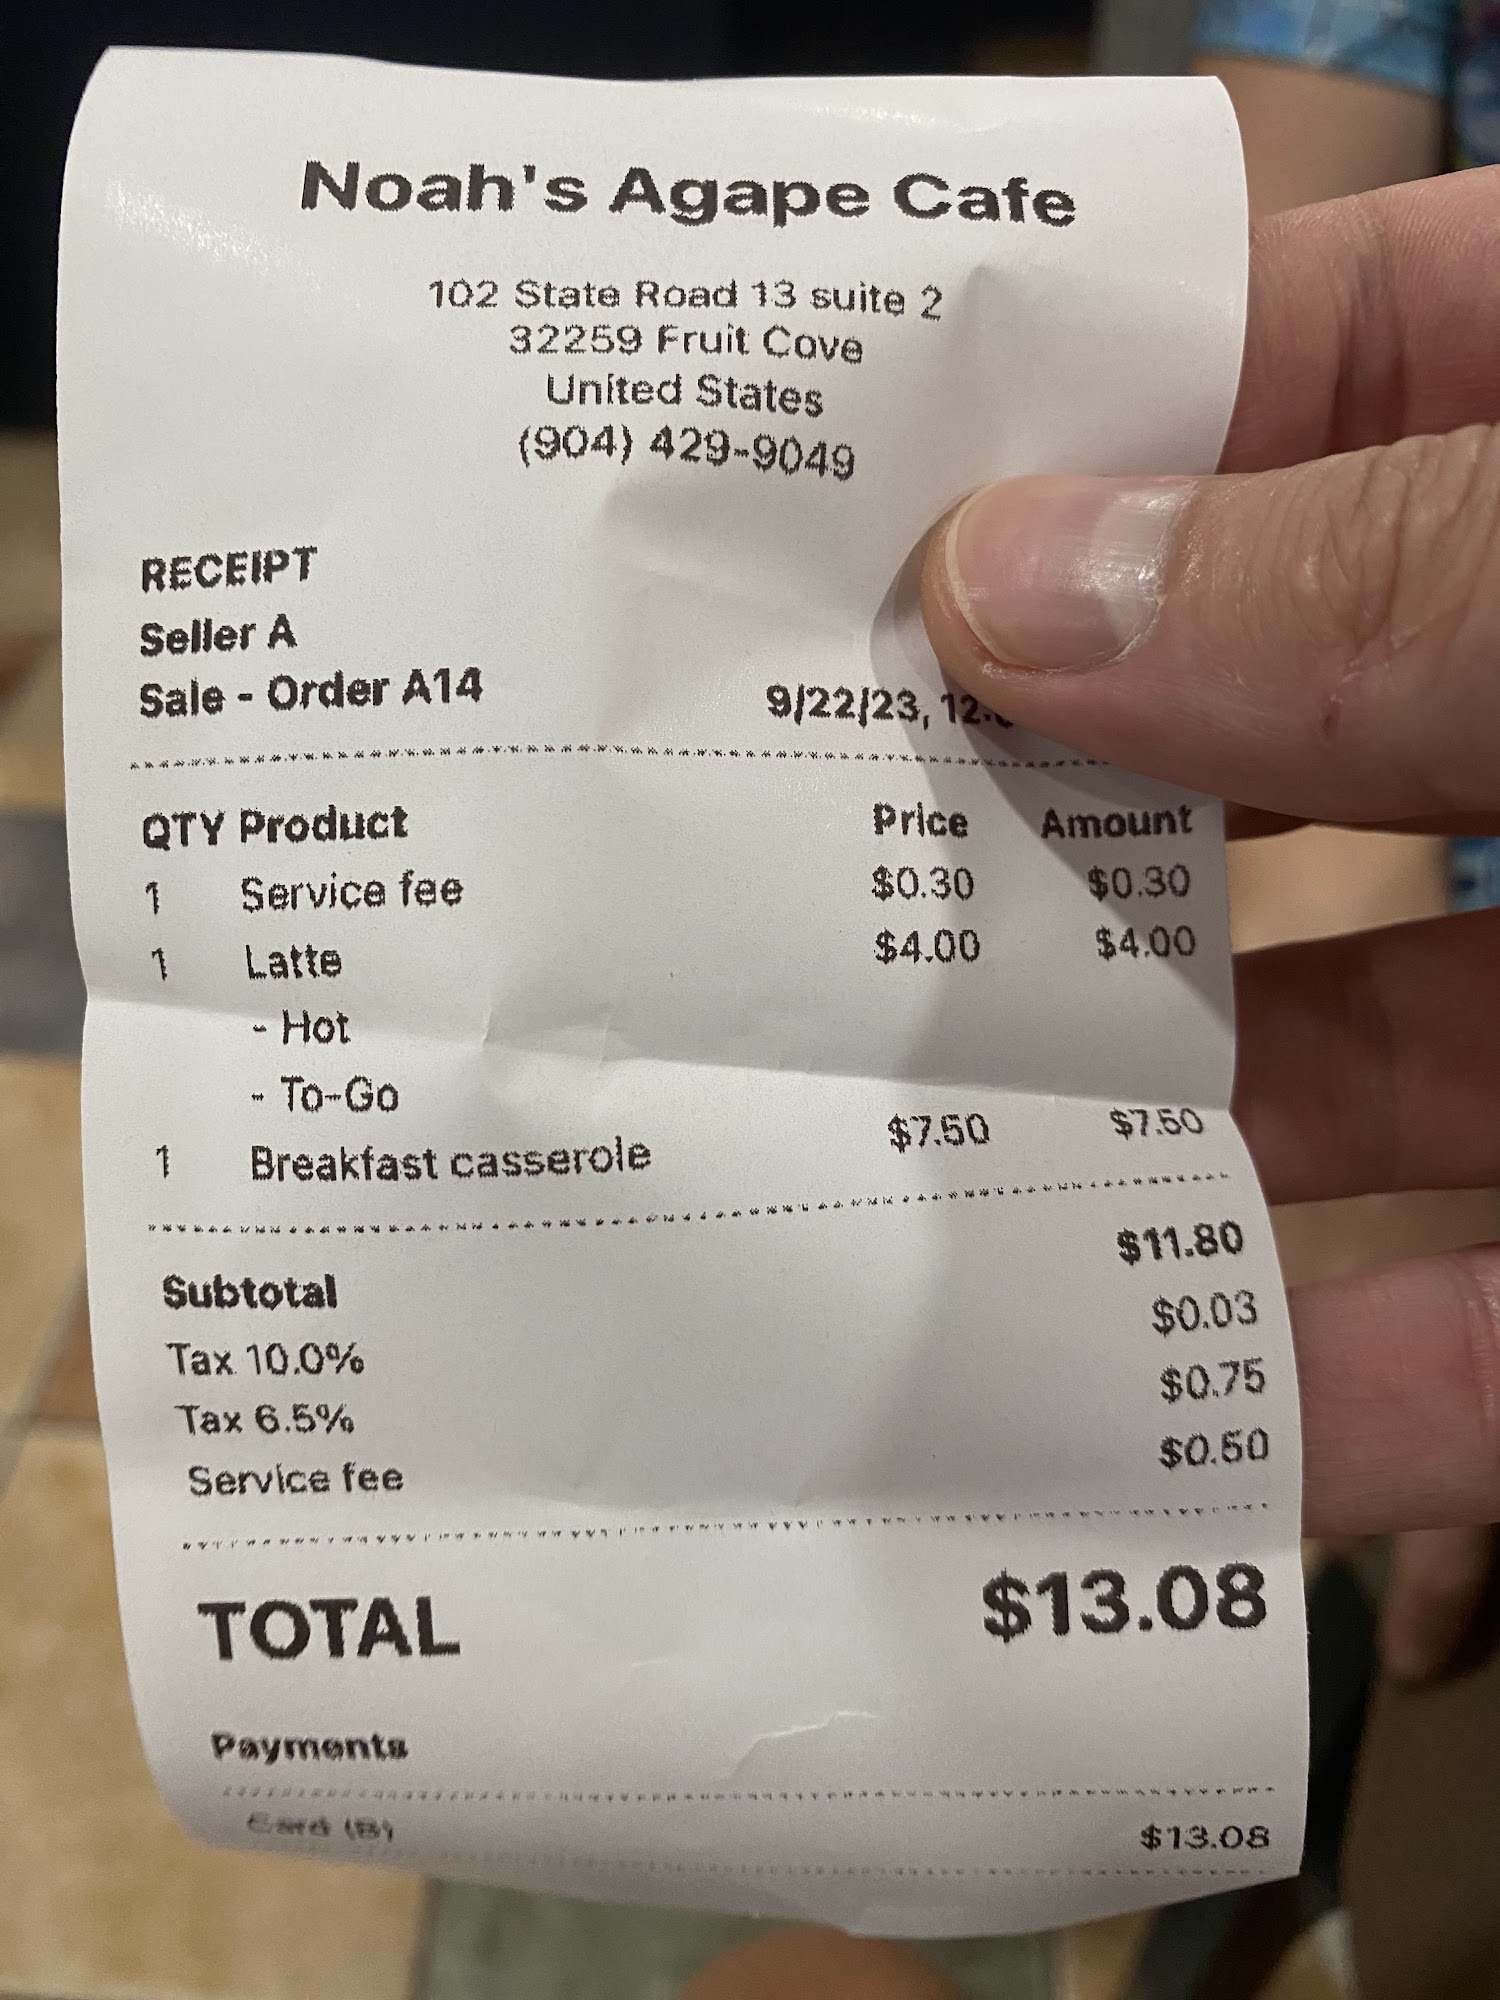 Noah's Agape Cafe
102 State Road 13 suite 2
32259 Fruit Cove
United States
(904) 429-9049
RECEIPT
Seller A
Sale - Order A14 9/22/23,
QTY Product Price Amount
1 Service fee $0.30 $0.30
1 Latte $4.00 $4.00
- Hot
- To-Go
1 Breakfast casserole $7.50 $7.50
Subtotal $11.80
Tax 10.0% $0.03
Tax 6.5% $0.75
Service fee $0.50
TOTAL $13.08
Payments
Card (B) $13.08